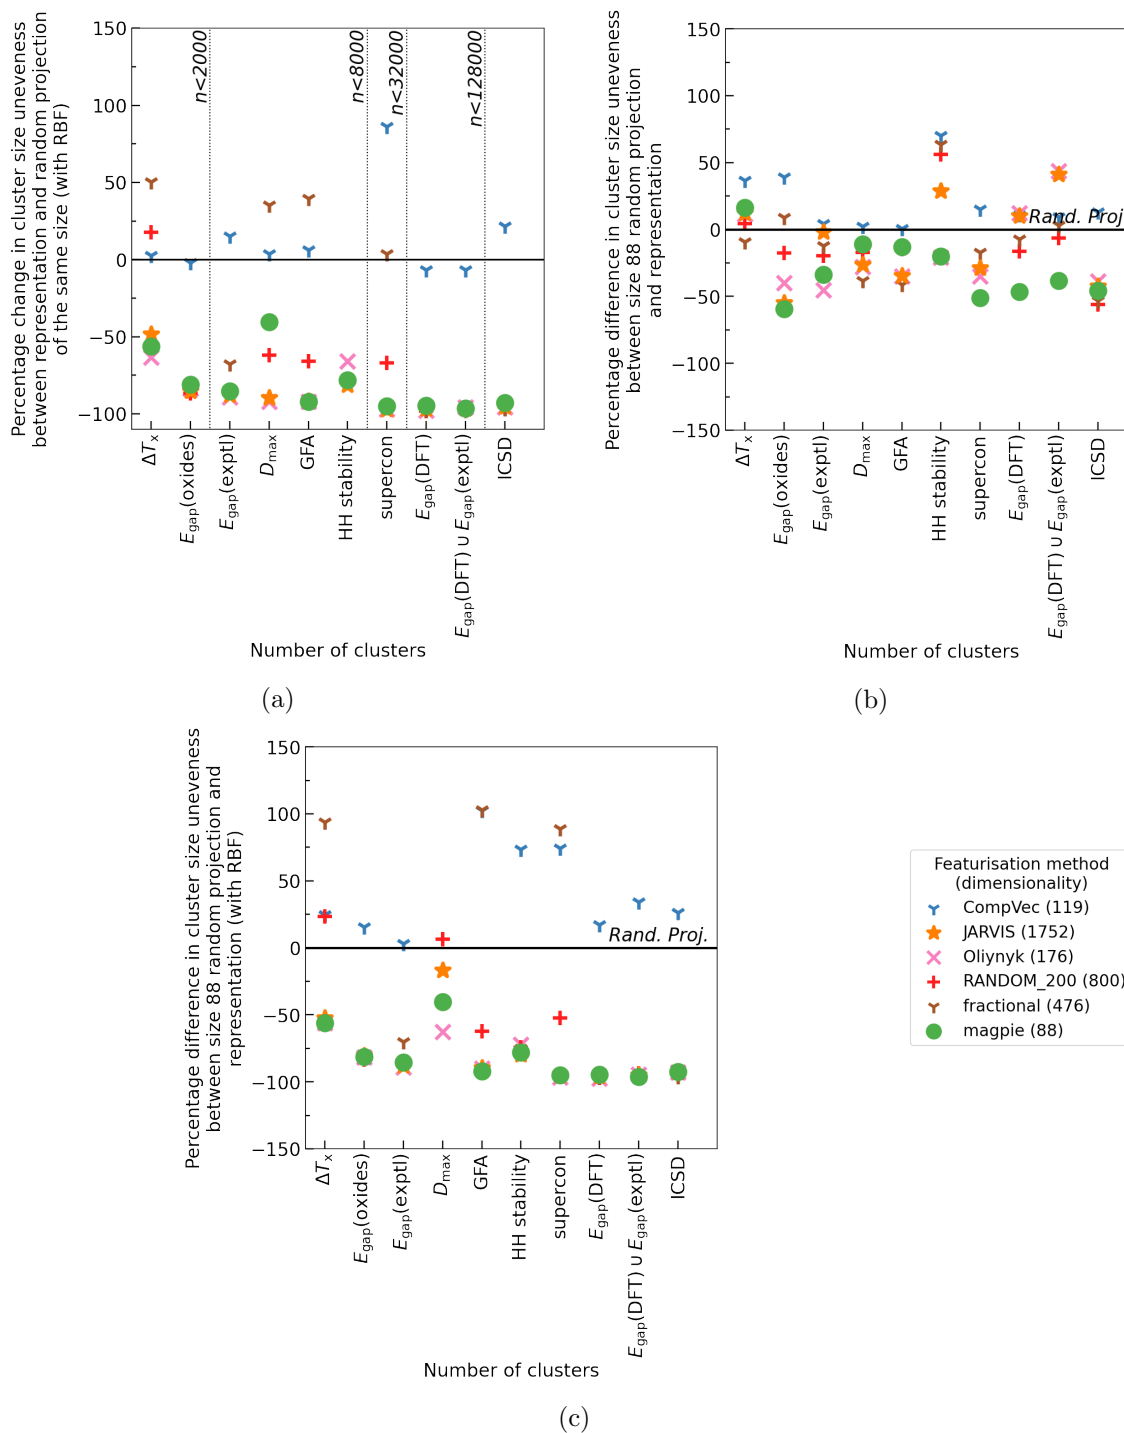 Percentage change in cluster size uneveness
between representation and random projection
of the same size (with RBF)
150
100
50
0
−50
−100
n<2000
n<8000
n<32000
n<128000
ΔTx
Egap(oxides)
Egap(exptl)
Dmax
GFA
HH stability
supercon
Egap(DFT)
Egap(DFT) ∪ Egap(exptl)
ICSD
Number of clusters
(a)
Percentage difference in cluster size uneveness
between size 88 random projection
and representation
150
100
50
0
−50
−100
−150
Rand. Proj.
ΔTx
Egap(oxides)
Egap(exptl)
Dmax
GFA
HH stability
supercon
Egap(DFT)
Egap(DFT) ∪ Egap(exptl)
ICSD
Number of clusters
(b)
Percentage difference in cluster size uneveness
between size 88 random projection and
representation (with RBF)
150
100
50
0
−50
−100
−150
Rand. Proj.
ΔTx
Egap(oxides)
Egap(exptl)
Dmax
GFA
HH stability
supercon
Egap(DFT)
Egap(DFT) ∪ Egap(exptl)
ICSD
Number of clusters
(c)
Featurisation method
(dimensionality)
CompVec (119)
JARVIS (1752)
Oliynyk (176)
RANDOM_200 (800)
fractional (476)
magpie (88)